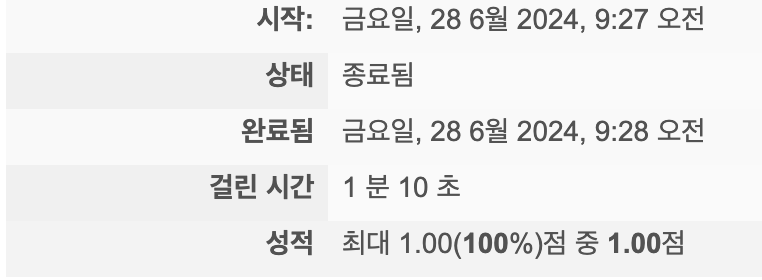 시작: 금요일, 28 6월 2024, 9:27 오전
상태 종료됨
완료됨 금요일, 28 6월 2024, 9:28 오전
걸린 시간 1 분 10 초
성적 최대 1.00(100%)점 중 1.00점